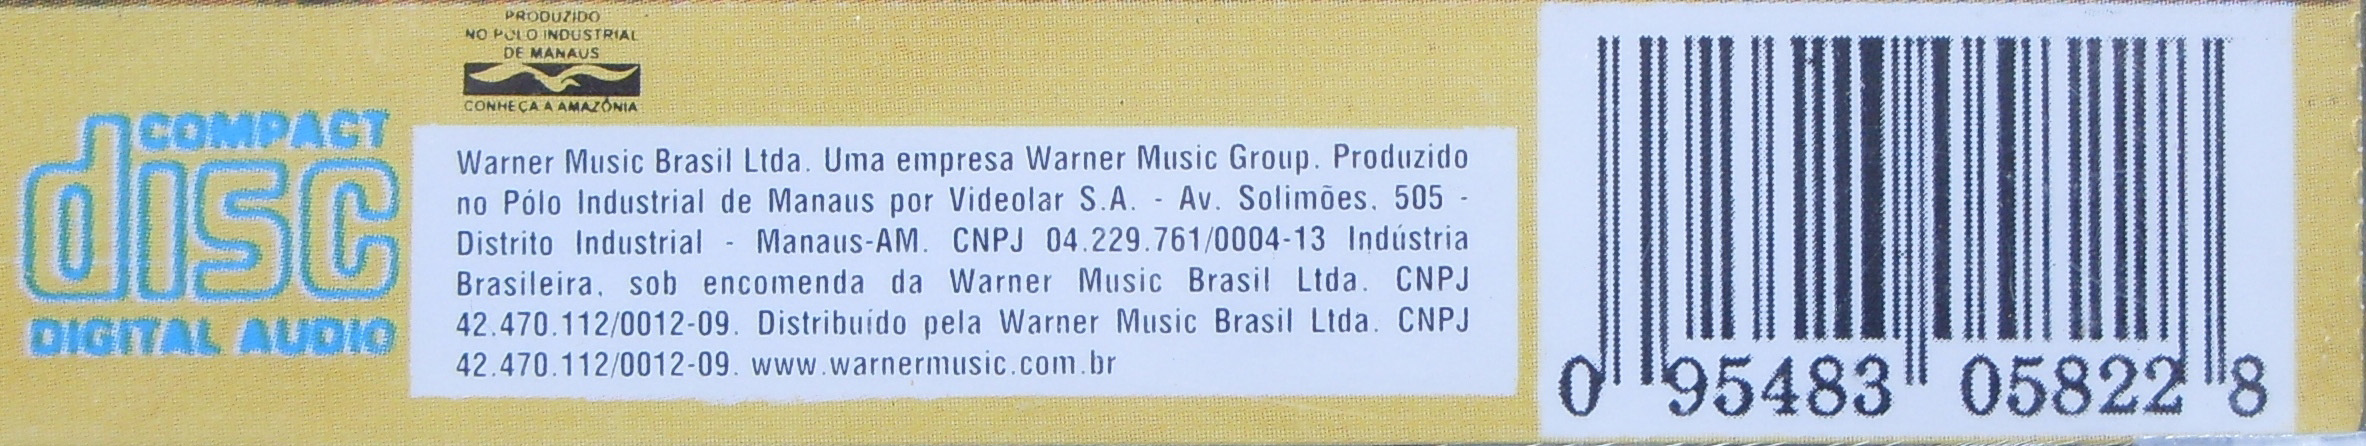 PRODUZIDO
NO PÓLO INDUSTRIAL
DE MANAUS
CONHEÇA A AMAZÔNIA
COMPACT
disc
DIGITAL AUDIO
Warner Music Brasil Ltda. Uma empresa Warner Music Group. Produzido
no Pólo Industrial de Manaus por Videolar S.A. - Av. Solimões, 505 -
Distrito Industrial - Manaus-AM. CNPJ 04.229.761/0004-13 Indústria
Brasileira, sob encomenda da Warner Music Brasil Ltda. CNPJ
42.470.112/0012-09. Distribuído pela Warner Music Brasil Ltda. CNPJ
42.470.112/0012-09. www.warnermusic.com.br
0 95483 05822 8